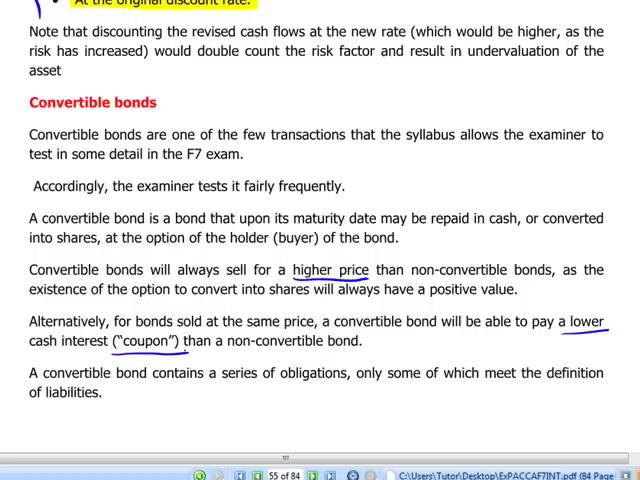 At the original discount rate.
Note that discounting the revised cash flows at the new rate (which would be higher, as the
risk has increased) would double count the risk factor and result in undervaluation of the
asset
Convertible bonds
Convertible bonds are one of the few transactions that the syllabus allows the examiner to
test in some detail in the F7 exam.
Accordingly, the examiner tests it fairly frequently.
A convertible bond is a bond that upon its maturity date may be repaid in cash, or converted
into shares, at the option of the holder (buyer) of the bond.
Convertible bonds will always sell for a higher price than non-convertible bonds, as the
existence of the option to convert into shares will always have a positive value.
Alternatively, for bonds sold at the same price, a convertible bond will be able to pay a lower
cash interest (“coupon”) than a non-convertible bond.
A convertible bond contains a series of obligations, only some of which meet the definition
of liabilities.
55 of 84
C:\Users\Tutor\Desktop\ExPACCAF7INT.pdf (84 Page